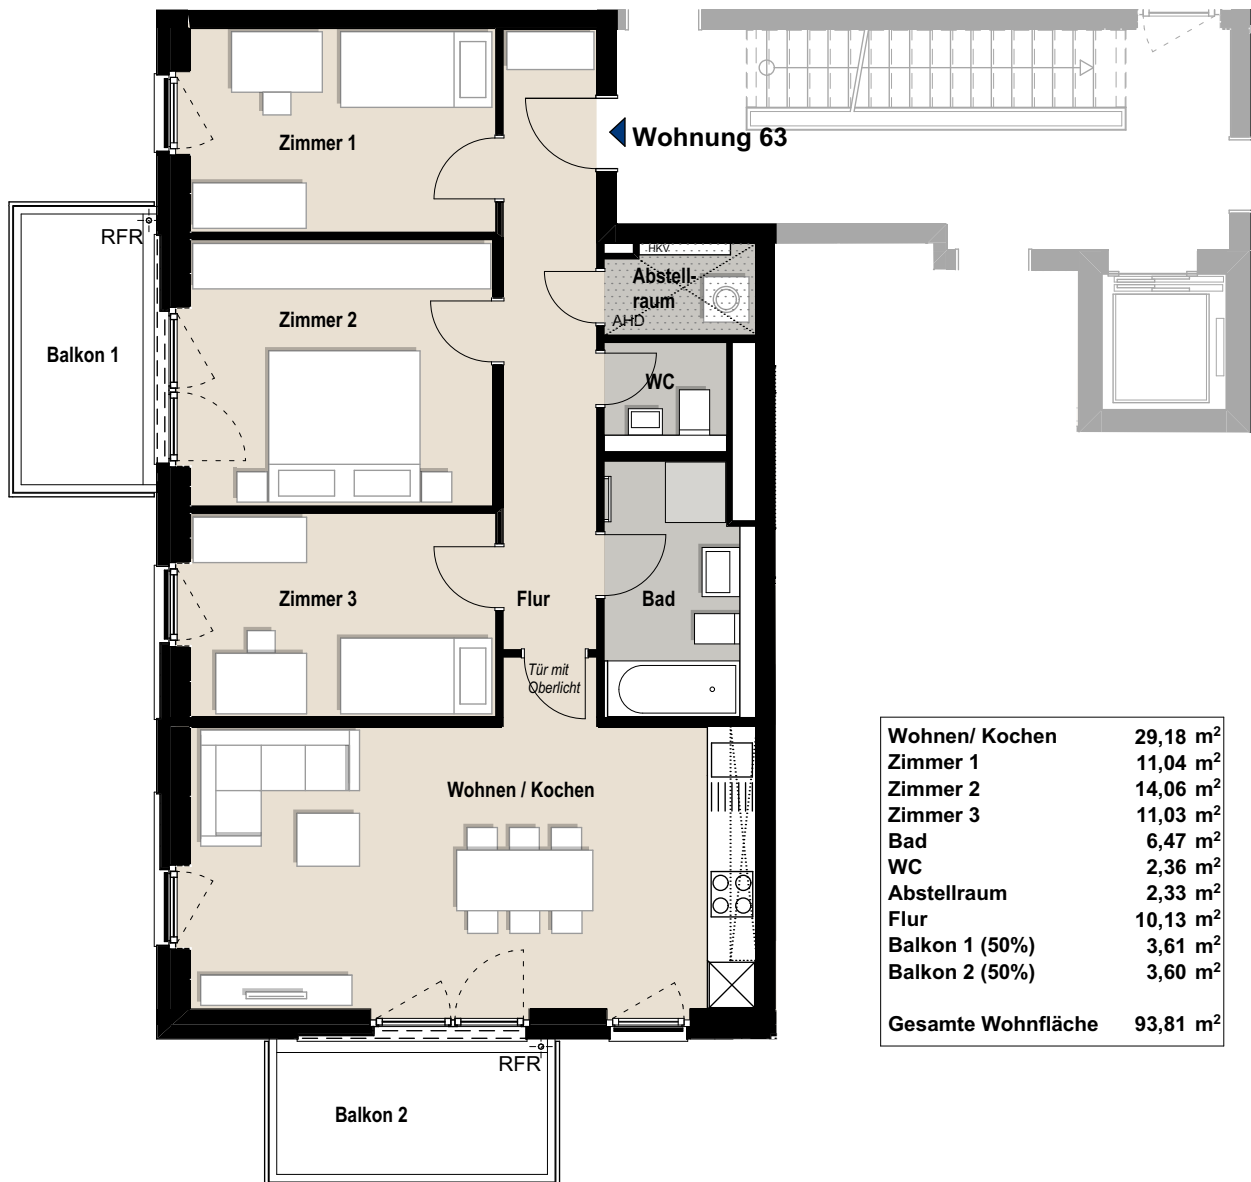 Zimmer 1
Wohnung 63
RFR
HKV
Abstell-
raum
AHD
Zimmer 2
Balkon 1
WC
Zimmer 3
Flur
Bad
Tür mit
Oberlicht
Wohnen / Kochen
RFR
Balkon 2
Wohnen/ Kochen 29,18 m²
Zimmer 1 11,04 m²
Zimmer 2 14,06 m²
Zimmer 3 11,03 m²
Bad 6,47 m²
WC 2,36 m²
Abstellraum 2,33 m²
Flur 10,13 m²
Balkon 1 (50%) 3,61 m²
Balkon 2 (50%) 3,60 m²
Gesamte Wohnfläche 93,81 m²